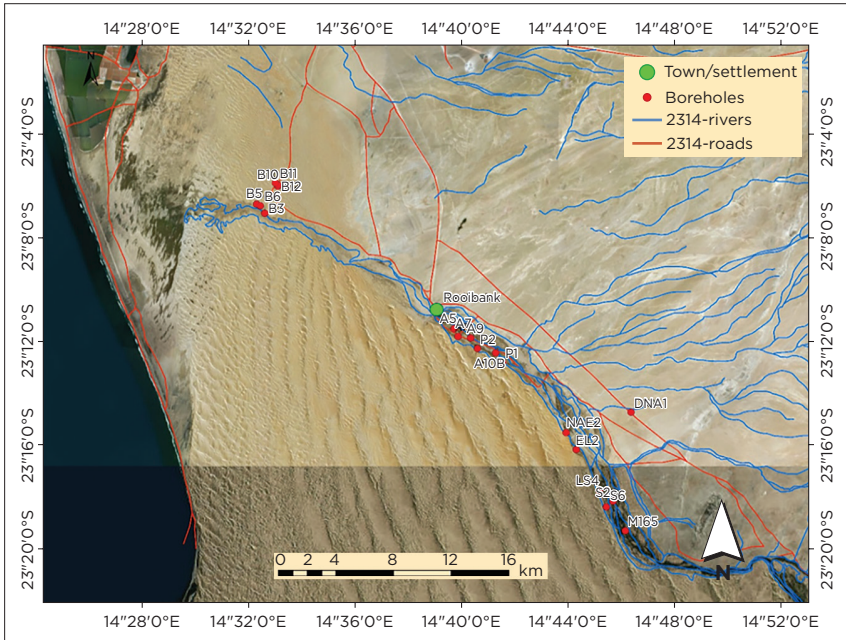 14°28'0"E 14°32'0"E 14°36'0"E 14°40'0"E 14°44'0"E 14°48'0"E 14°52'0"E
Town/settlement
Boreholes
2314-rivers
2314-roads
23°4'0"S 23°4'0"S
B10 B11
B12
B5 B6
B3
23°8'0"S 23°8'0"S
Rooibank
A5 A7 A9
P2 P1
A10B
23°12'0"S 23°12'0"S
DNA1
NAE2
EL2
23°16'0"S 23°16'0"S
LS4
S2 S6
M165
23°20'0"S 23°20'0"S
N
0 2 4 8 12 16
km
14°28'0"E 14°32'0"E 14°36'0"E 14°40'0"E 14°44'0"E 14°48'0"E 14°52'0"E